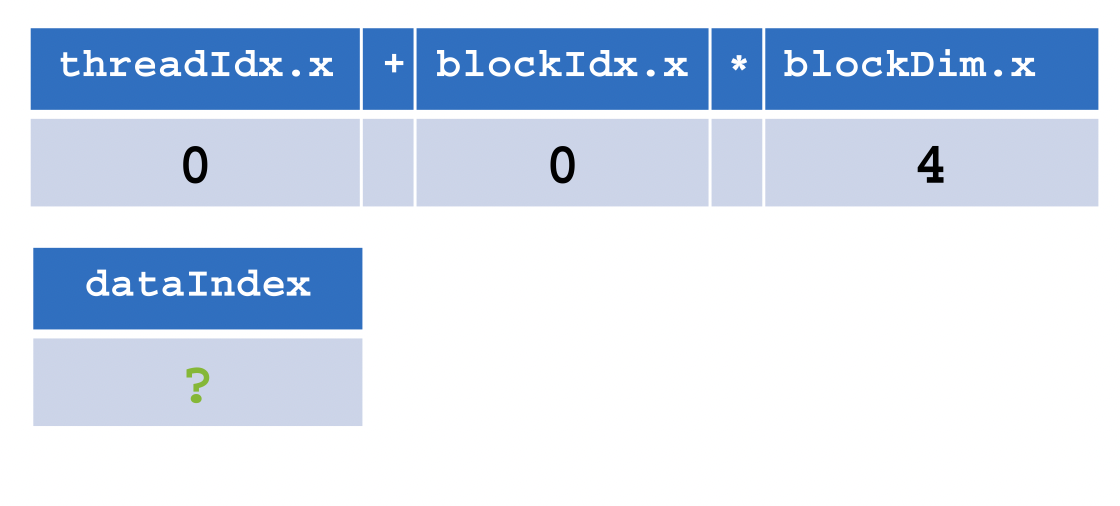 threadIdx.x + blockIdx.x * blockDim.x
0 0 4
dataIndex
?